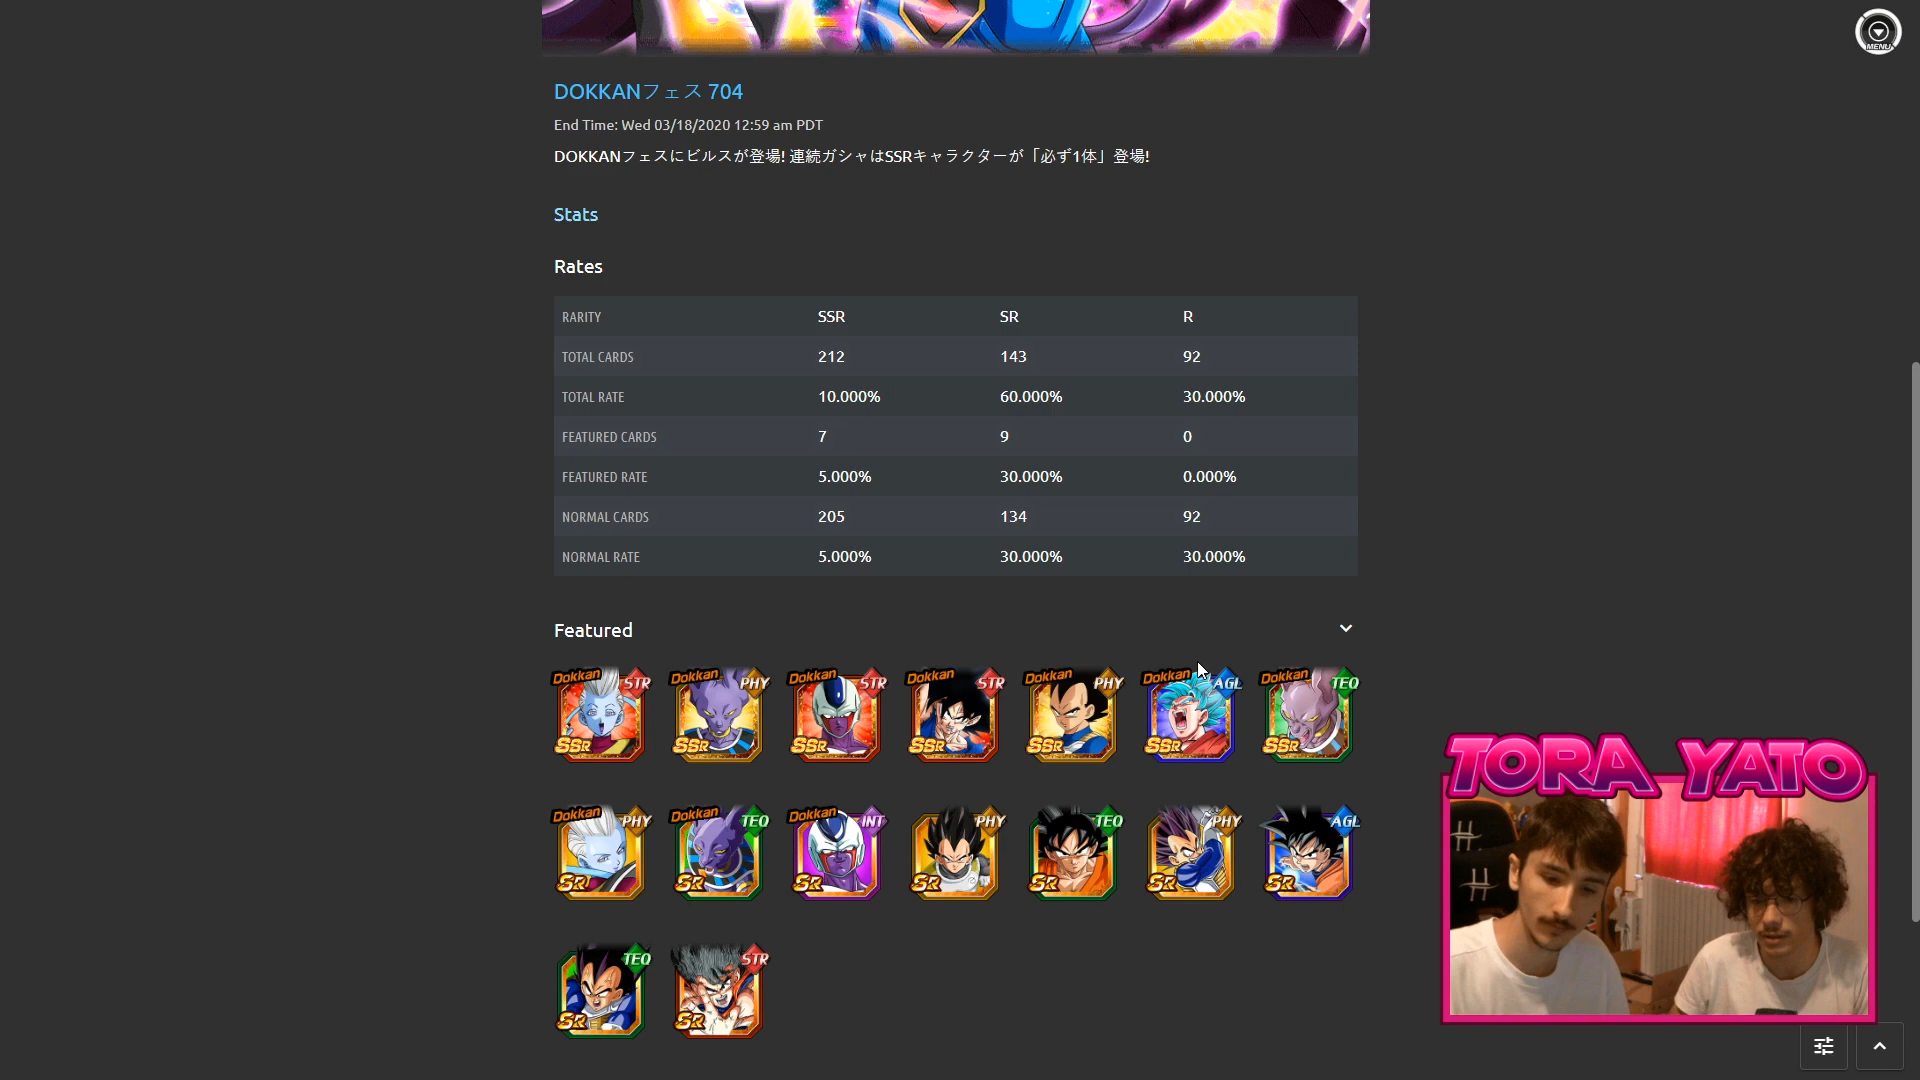 MENU
DOKKANフェス 704
End Time: Wed 03/18/2020 12:59 am PDT
DOKKANフェスにビルスが登場! 連続ガシャはSSRキャラクターが「必ず1体」登場!
Stats
Rates
RARITY SSR SR R
TOTAL CARDS 212 143 92
TOTAL RATE 10.000% 60.000% 30.000%
FEATURED CARDS 7 9 0
FEATURED RATE 5.000% 30.000% 0.000%
NORMAL CARDS 205 134 92
NORMAL RATE 5.000% 30.000% 30.000%
Featured
Dokkan STR Dokkan PHY Dokkan STR Dokkan STR Dokkan PHY Dokkan AGL Dokkan TEQ
SSR SSR SSR SSR SSR SSR SSR
TORA YATO
Dokkan PHY Dokkan TEQ Dokkan INT PHY TEQ PHY AGL
SR SR SR SR SR SR SR
TEQ STR
SR SR